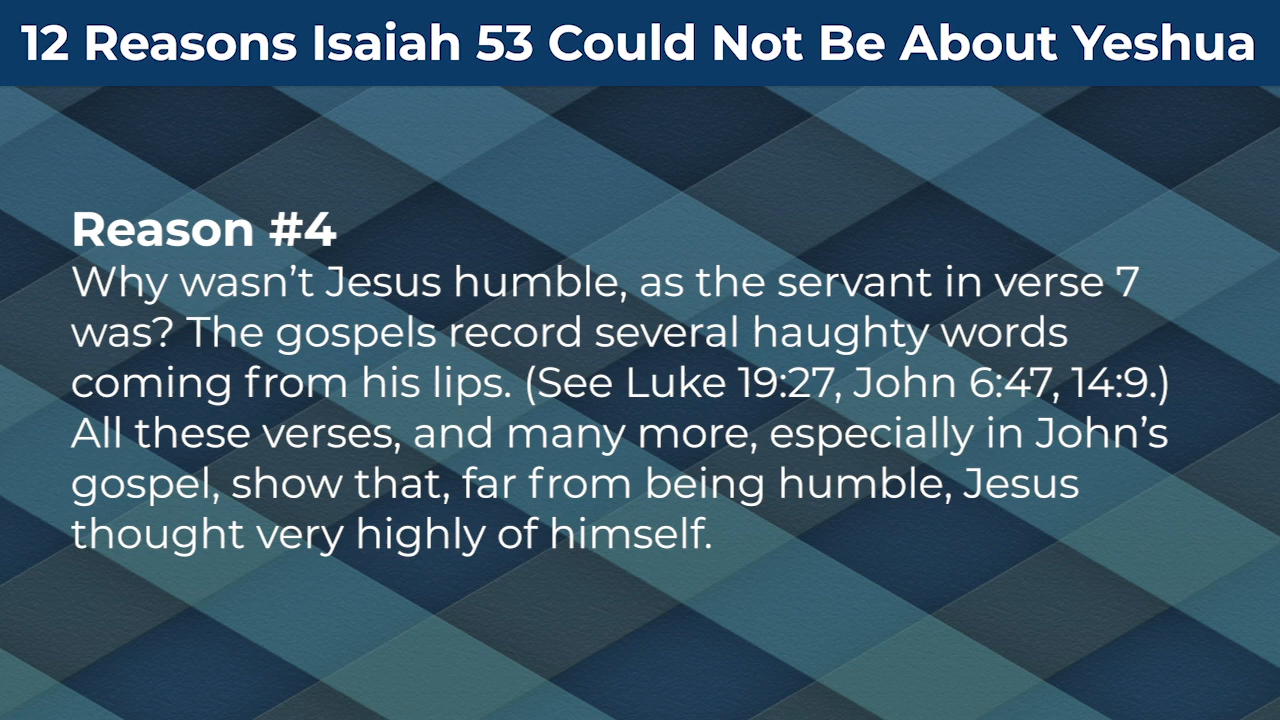 12 Reasons Isaiah 53 Could Not Be About Yeshua
Reason #4
Why wasn’t Jesus humble, as the servant in verse 7
was? The gospels record several haughty words
coming from his lips. (See Luke 19:27, John 6:47, 14:9.)
All these verses, and many more, especially in John’s
gospel, show that, far from being humble, Jesus
thought very highly of himself.